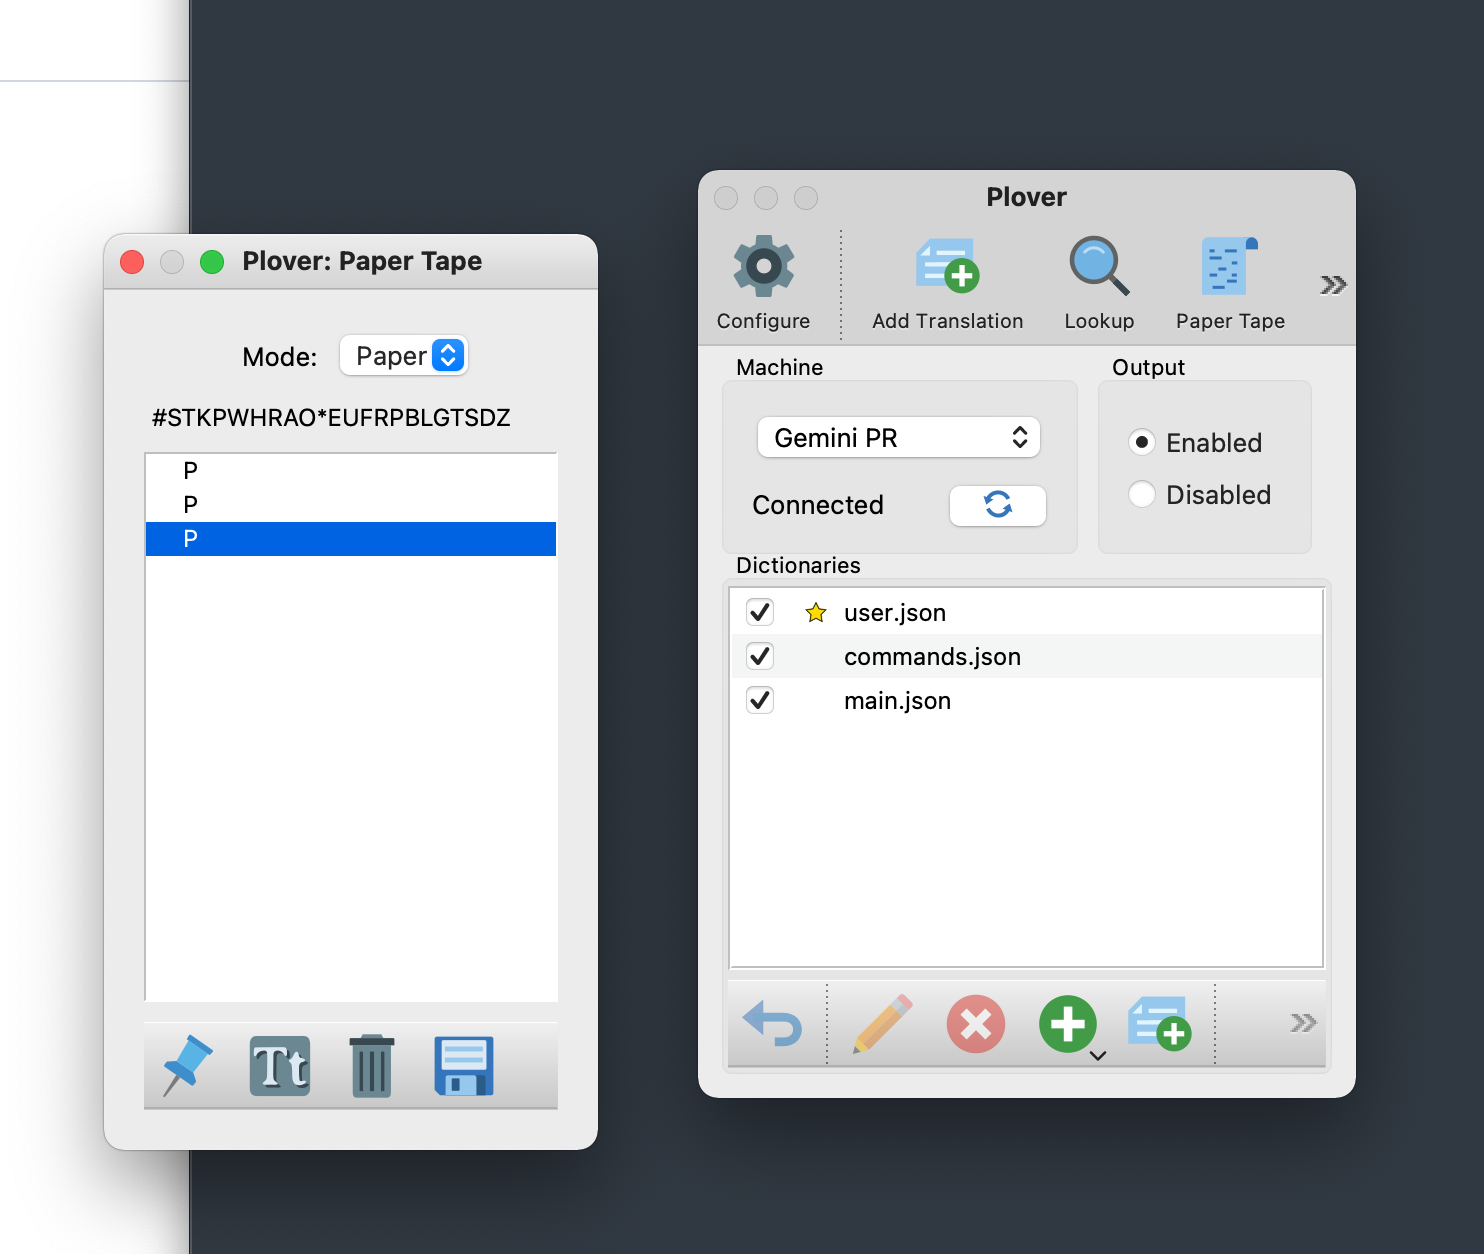 Plover: Paper Tape
Mode: Paper
#STKPWHRAO*EUFRPBLGTSDZ
P
P
P
Tt
Plover
Configure
Add Translation
Lookup
Paper Tape
Machine
Gemini PR
Connected
Output
Enabled
Disabled
Dictionaries
user.json
commands.json
main.json